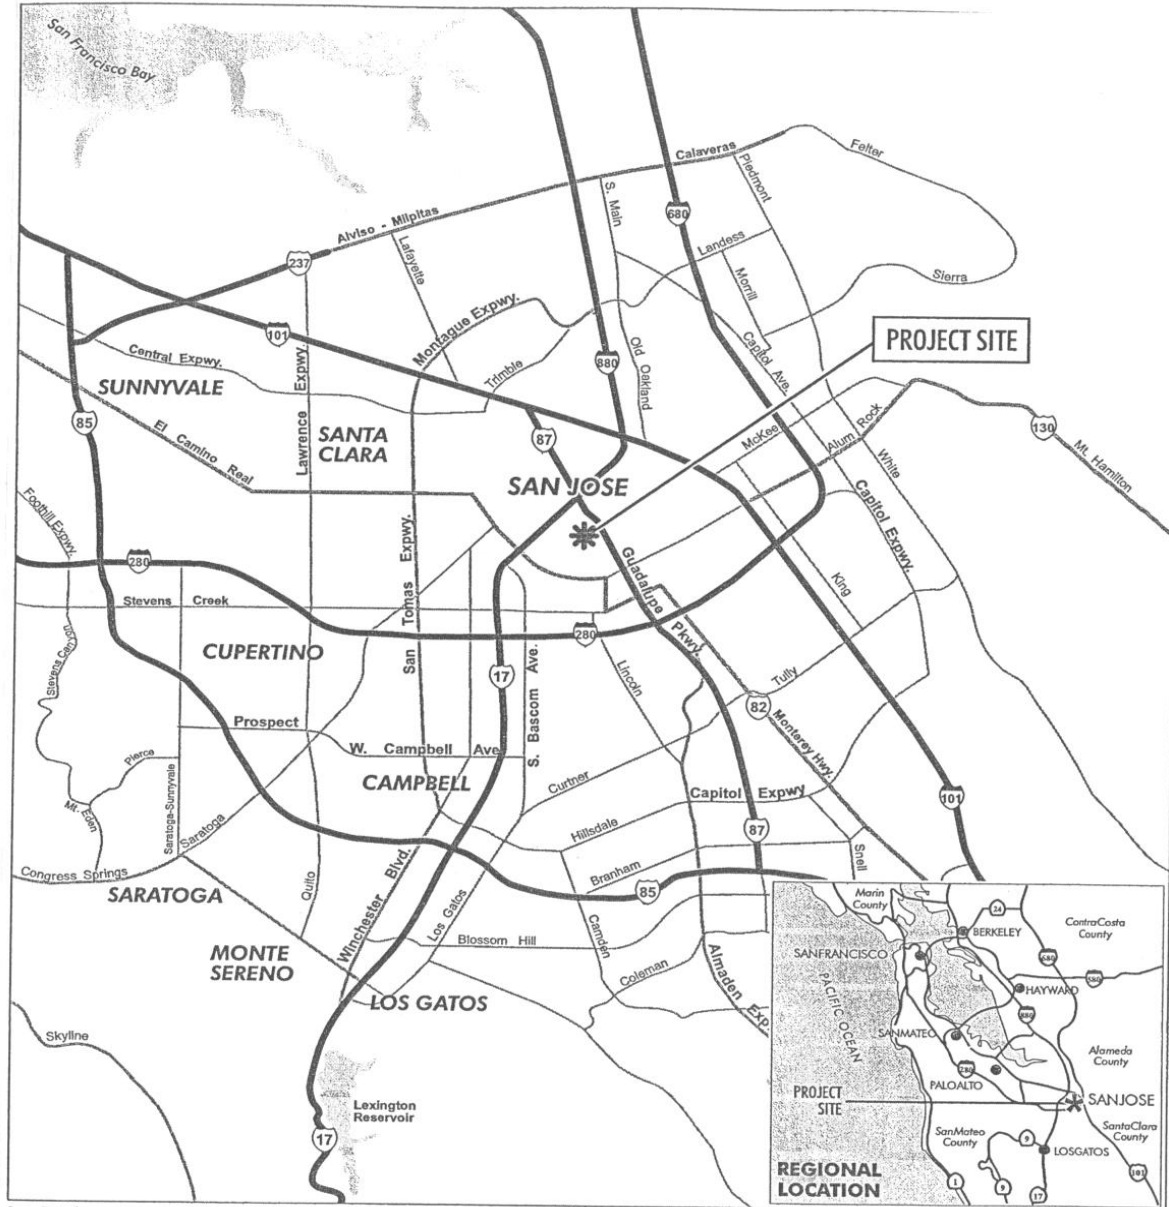 San Francisco Bay
Felter
Calaveras
Piedmont
S. Main
680
Alviso - Milpitas
Lafayette
Landess
237
Sierra
Morrill
Montague Expwy.
101
PROJECT SITE
Central Expwy.
Capitol Ave.
Old Oakland
880
Trimble
SUNNYVALE
Lawrence Expwy.
85
El Camino Real
SANTA
CLARA
87
McKee
Alum Rock
130
Mt. Hamilton
White
SAN JOSE
Capitol Expwy.
Foothill Expwy.
280
San Tomas Expwy.
Guadalupe Pkwy.
King
Stevens Creek
280
Stevens Canyon
CUPERTINO
17
S. Bascom Ave.
Lincoln
Tully
82
Monterey Hwy.
Prospect
W. Campbell Ave
Pierce
CAMPBELL
Curtner
Capitol Expwy
101
Mt. Eden
Saratoga-Sunnyvale
Saratoga
Hillsdale
87
Snell
Congress Springs
Winchester Blvd.
Branham
85
SARATOGA
Quito
Los Gatos
Camden
Blossom Hill
MONTE
SERENO
Coleman
Almaden Exp.
LOS GATOS
Skyline
Lexington
Reservoir
17
Marin
County
24
BERKELEY
ContraCosta
County
SANFRANCISCO
680
580
PACIFIC OCEAN
HAYWARD
880
SANMATEO
Alameda
County
280
PALOALTO
PROJECT
SITE
SANJOSE
SanMateo
County
SantaClara
County
9
LOSGATOS
REGIONAL
LOCATION
1
9
17
101